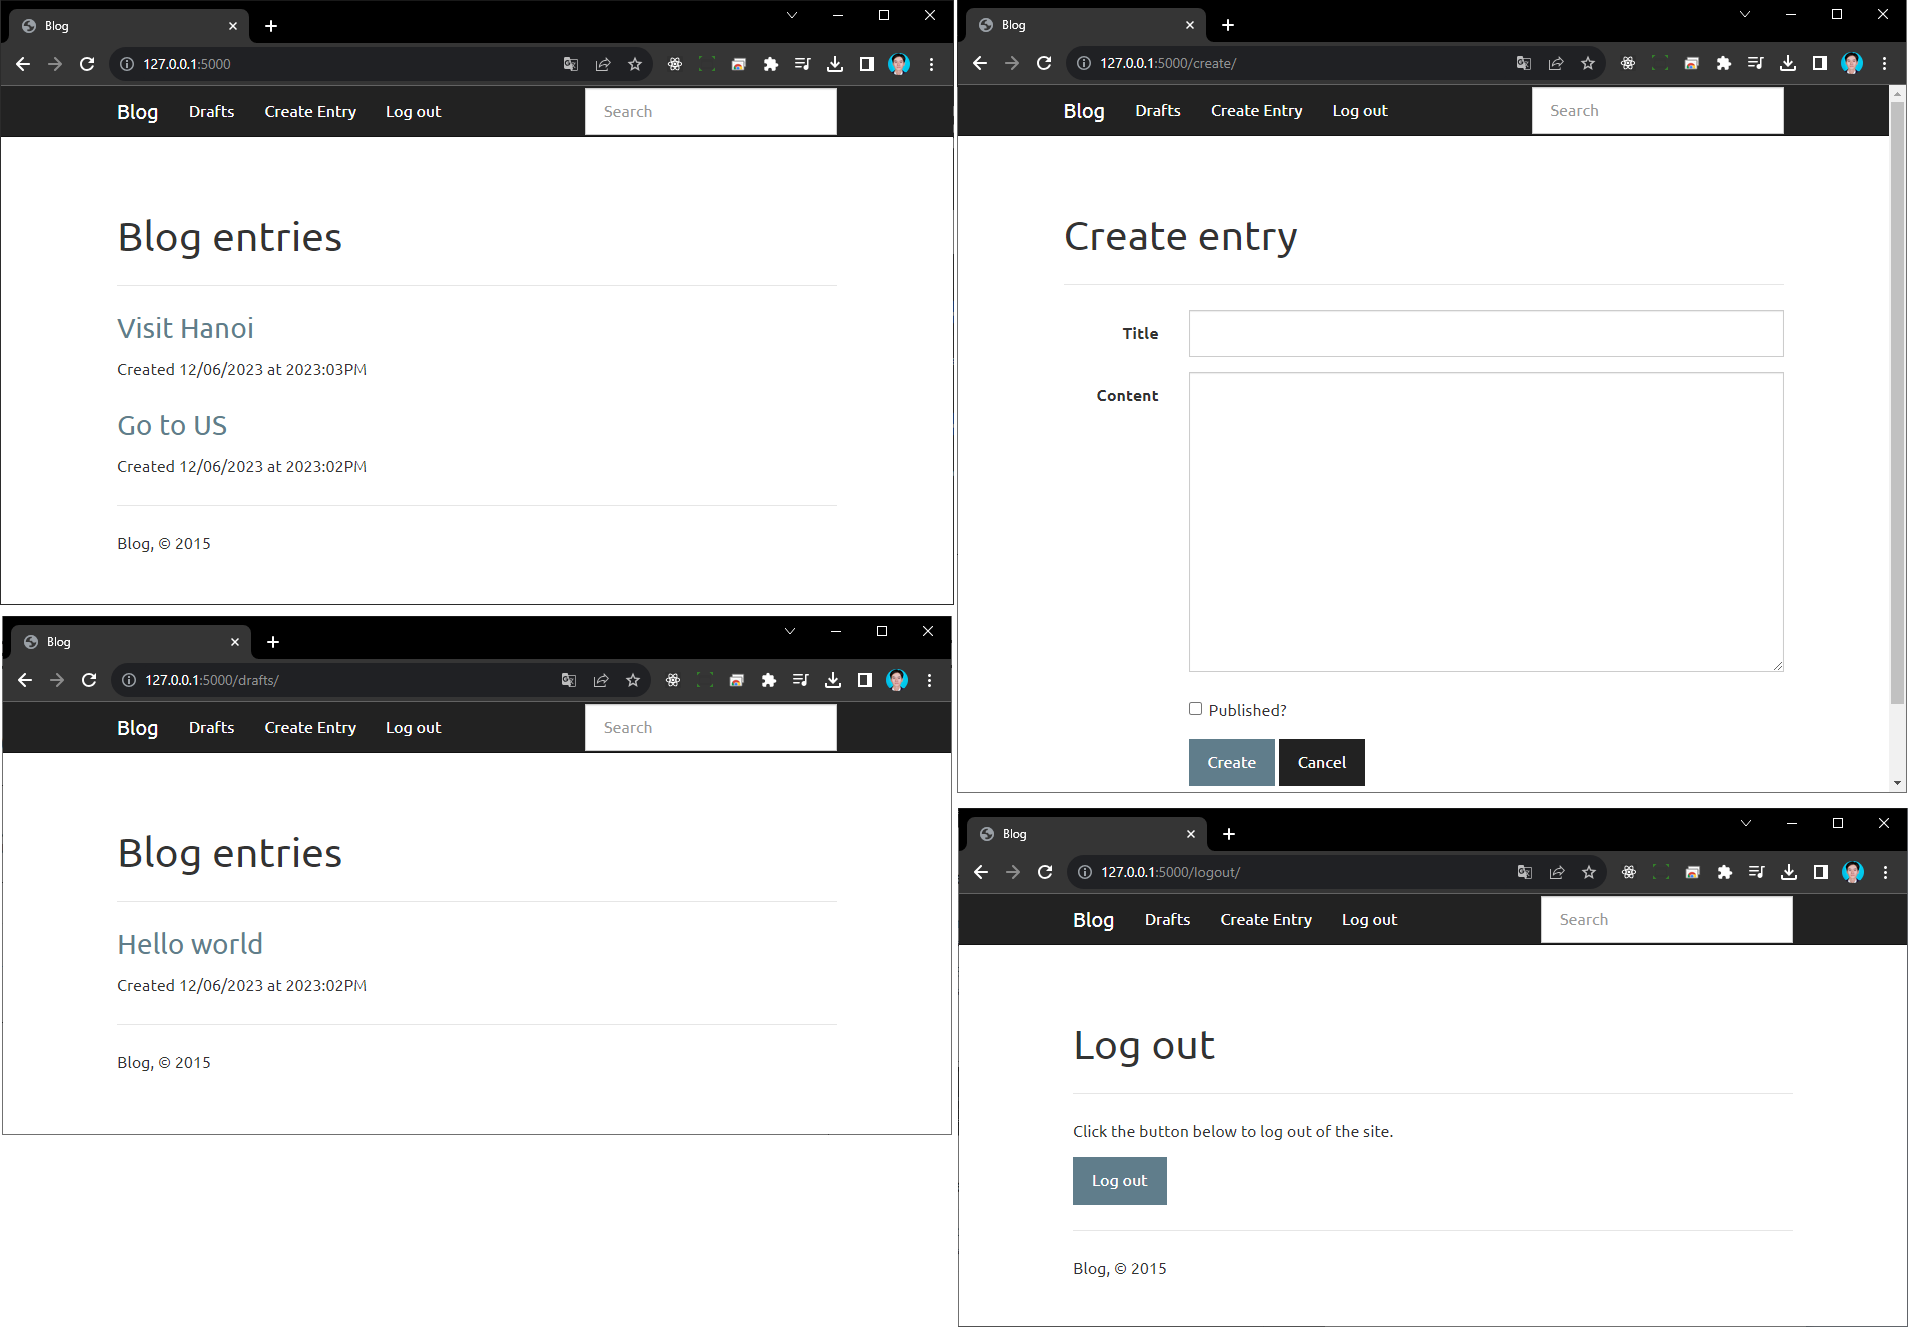 Blog
127.0.0.1:5000
Blog Drafts Create Entry Log out Search
Blog entries
Visit Hanoi
Created 12/06/2023 at 2023:03PM
Go to US
Created 12/06/2023 at 2023:02PM
Blog, © 2015
Blog
127.0.0.1:5000/create/
Blog Drafts Create Entry Log out Search
Create entry
Title
Content
Published?
Create Cancel
Blog
127.0.0.1:5000/drafts/
Blog Drafts Create Entry Log out Search
Blog entries
Hello world
Created 12/06/2023 at 2023:02PM
Blog, © 2015
Blog
127.0.0.1:5000/logout/
Blog Drafts Create Entry Log out Search
Log out
Click the button below to log out of the site.
Log out
Blog, © 2015